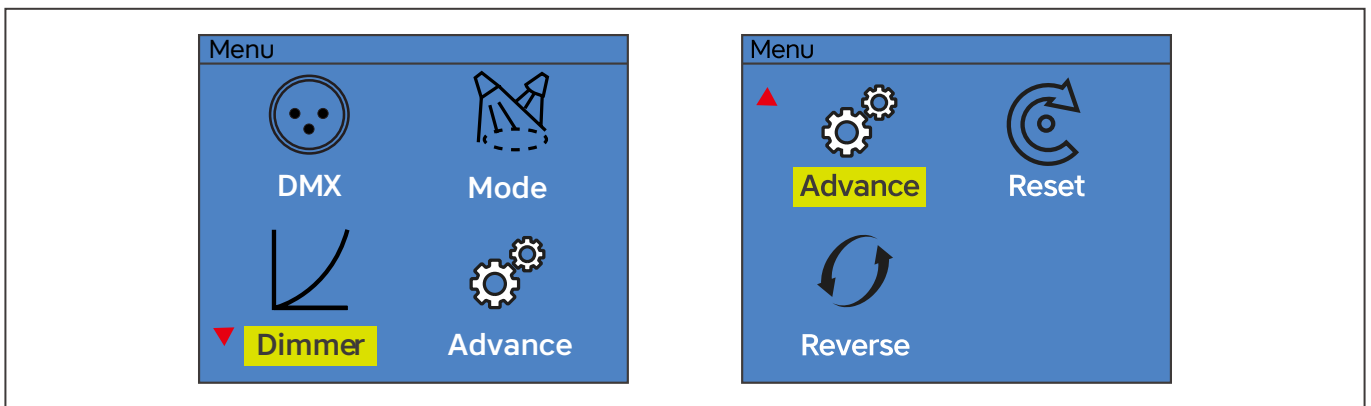 Menu
DMX
Mode
Dimmer
Advance
Menu
Advance
Reset
Reverse